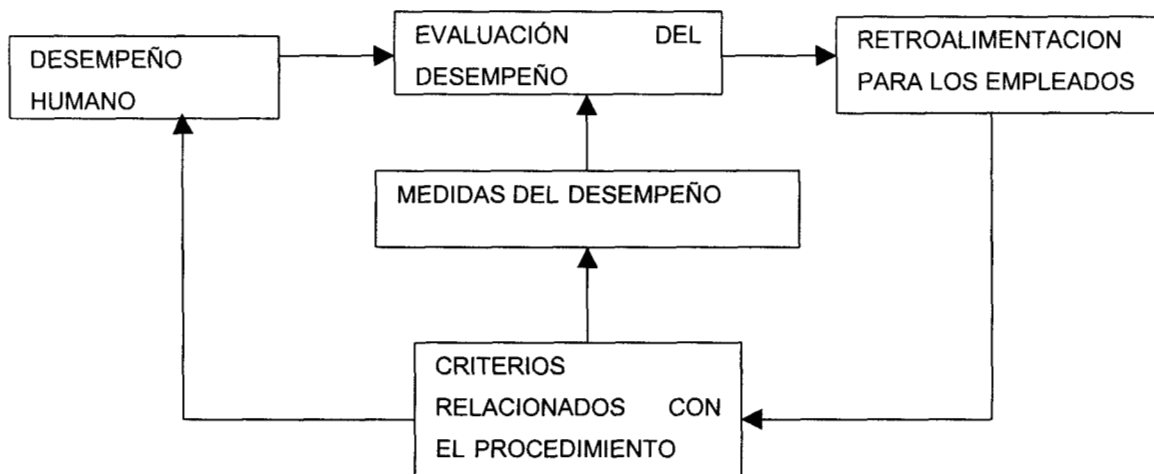 DESEMPEÑO
HUMANO
EVALUACIÓN DEL
DESEMPEÑO
RETROALIMENTACION
PARA LOS EMPLEADOS
MEDIDAS DEL DESEMPEÑO
CRITERIOS
RELACIONADOS CON
EL PROCEDIMIENTO